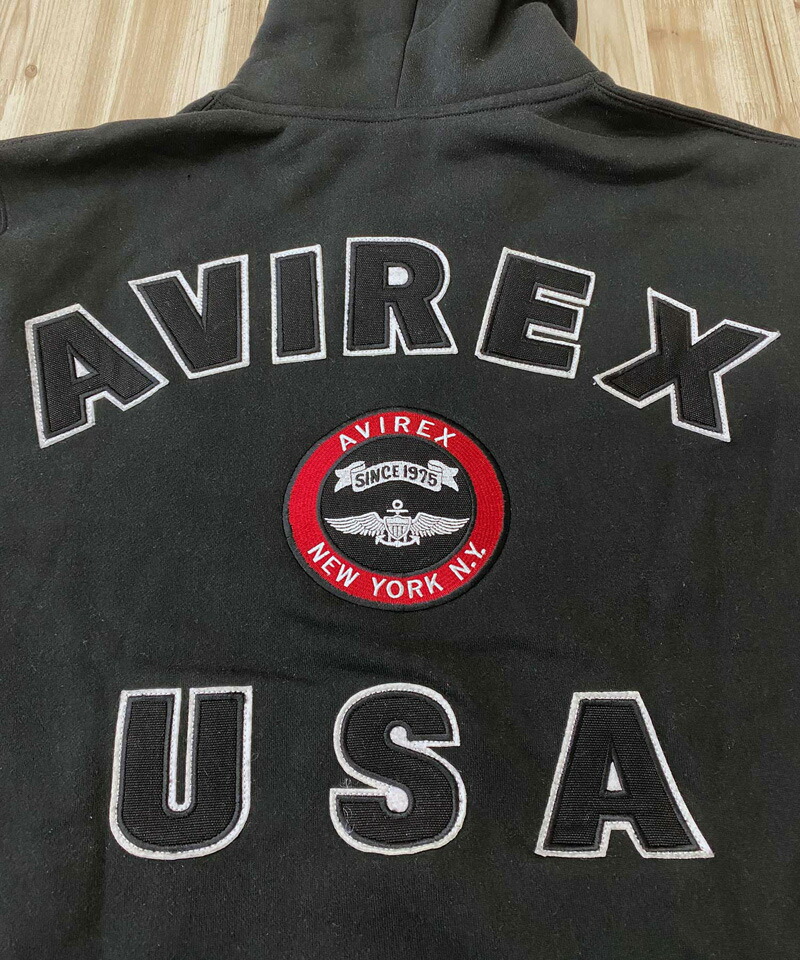 AVIREX
AVIREX
SINCE 1975
NEW YORK N.Y.
USA